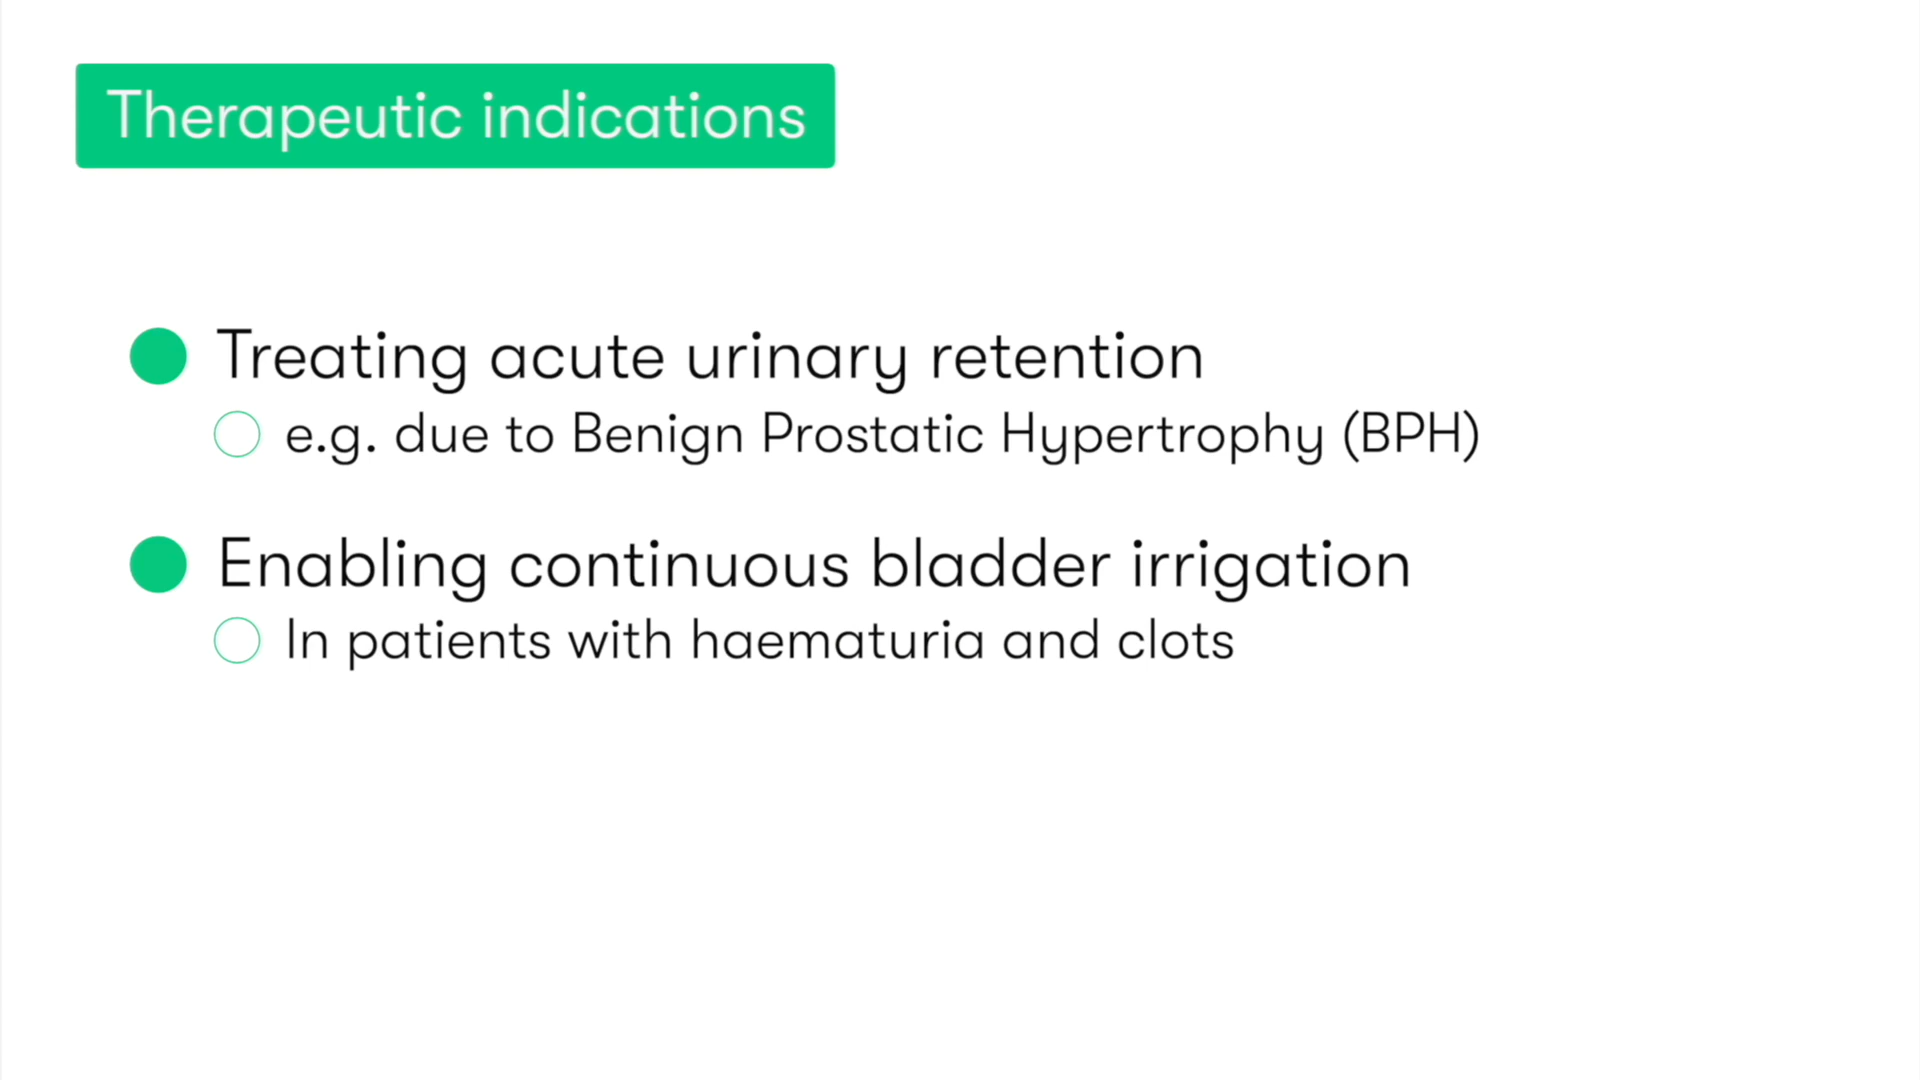 Therapeutic indications
Treating acute urinary retention
e.g. due to Benign Prostatic Hypertrophy (BPH)
Enabling continuous bladder irrigation
In patients with haematuria and clots